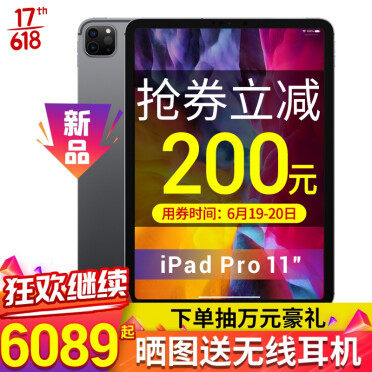 17th
618
抢券立减
200元
用券时间：6月19-20日
新品
iPad Pro 11"
狂欢继续
6089起
下单抽万元豪礼
晒图送无线耳机